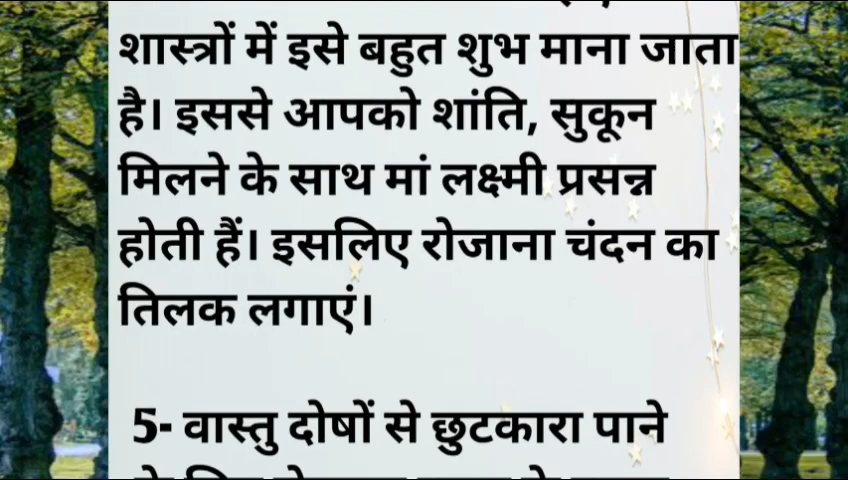 शास्त्रों में इसे बहुत शुभ माना जाता
है। इससे आपको शांति, सुकून
मिलने के साथ मां लक्ष्मी प्रसन्न
होती हैं। इसलिए रोजाना चंदन का
तिलक लगाएं।
5- वास्तु दोषों से छुटकारा पाने